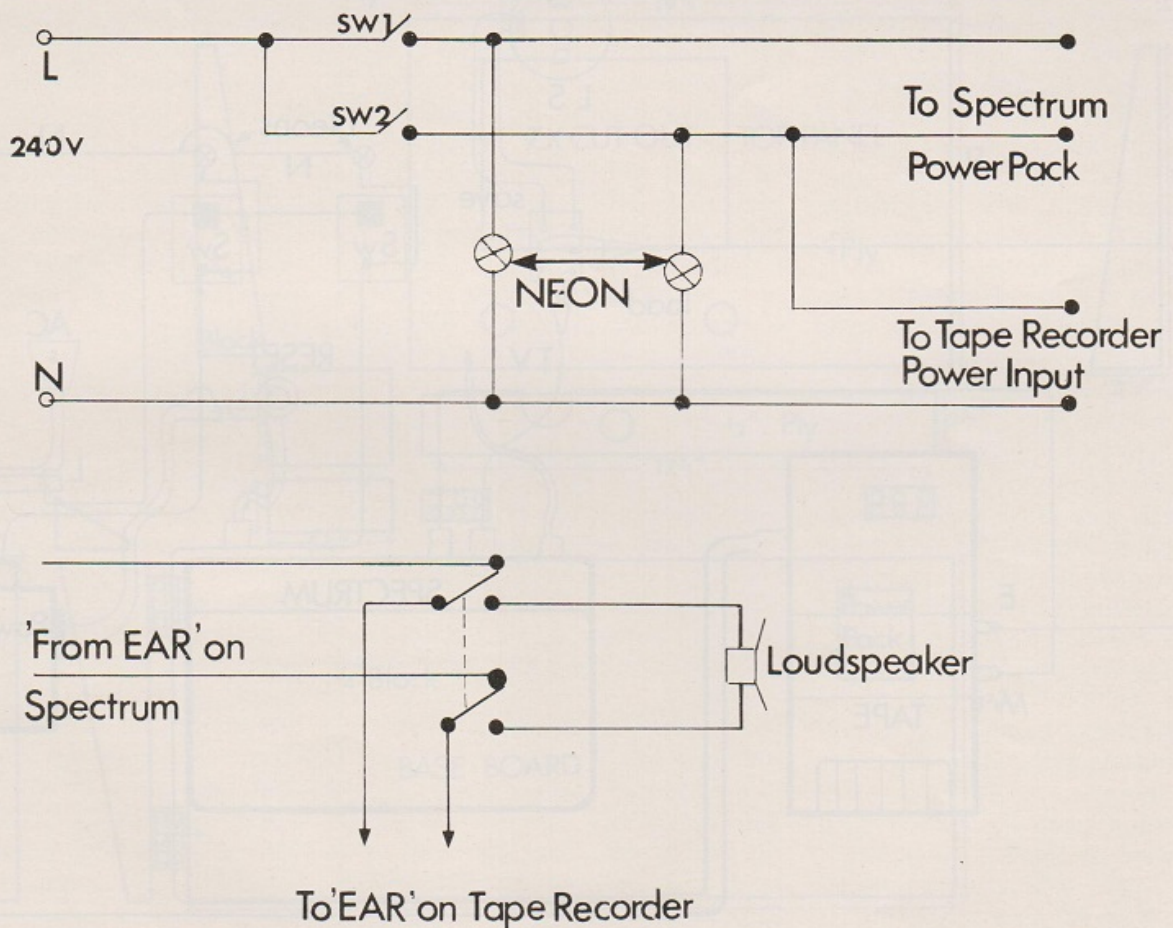 SW1
L
SW2
240V
To Spectrum
Power Pack
NEON
To Tape Recorder
Power Input
N
'From EAR' on
Spectrum
Loudspeaker
To 'EAR' on Tape Recorder